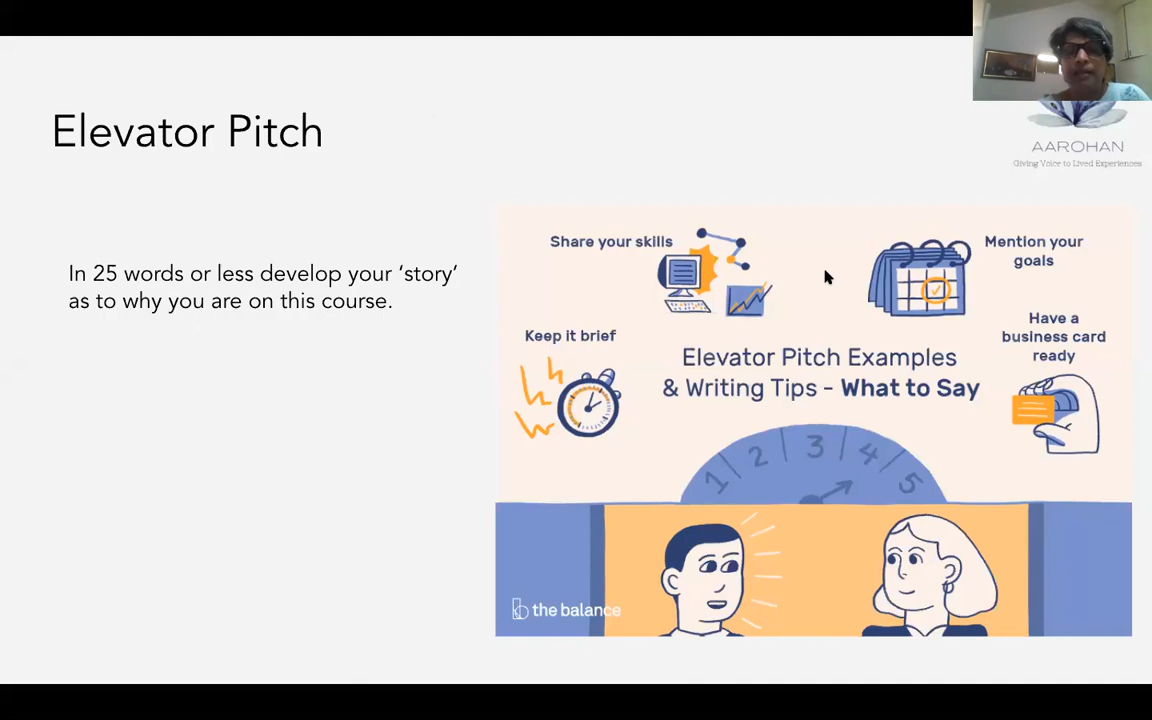 Elevator Pitch
AAROHAN
Giving Voice to Lived Experiences
In 25 words or less develop your ‘story’
as to why you are on this course.
Share your skills
Mention your
goals
Keep it brief
Have a
business card
ready
Elevator Pitch Examples
& Writing Tips - What to Say
1 2 3 4 5
the balance